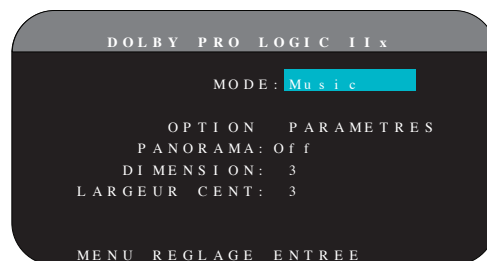 DOLBY PRO LOGIC IIx
MODE: Music
OPTION PARAMETRES
PANORAMA: Off
DIMENSION: 3
LARGEUR CENT: 3
MENU REGLAGE ENTREE